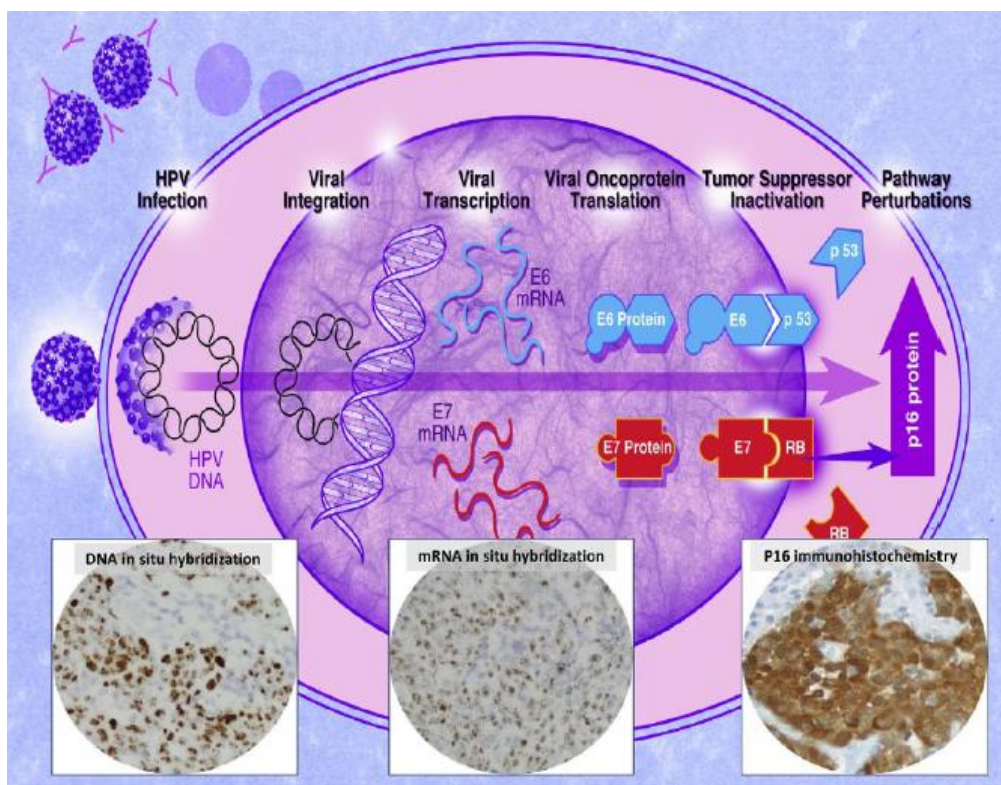 HPV
Infection
Viral
Integration
Viral
Transcription
Viral Oncoprotein
Translation
Tumor Suppressor
Inactivation
Pathway
Perturbations
p 53
E6
mRNA
E6 Protein
E6
p 53
p16 protein
E7
mRNA
E7 Protein
E7
RB
HPV
DNA
RB
DNA in situ hybridization
mRNA in situ hybridization
P16 immunohistochemistry